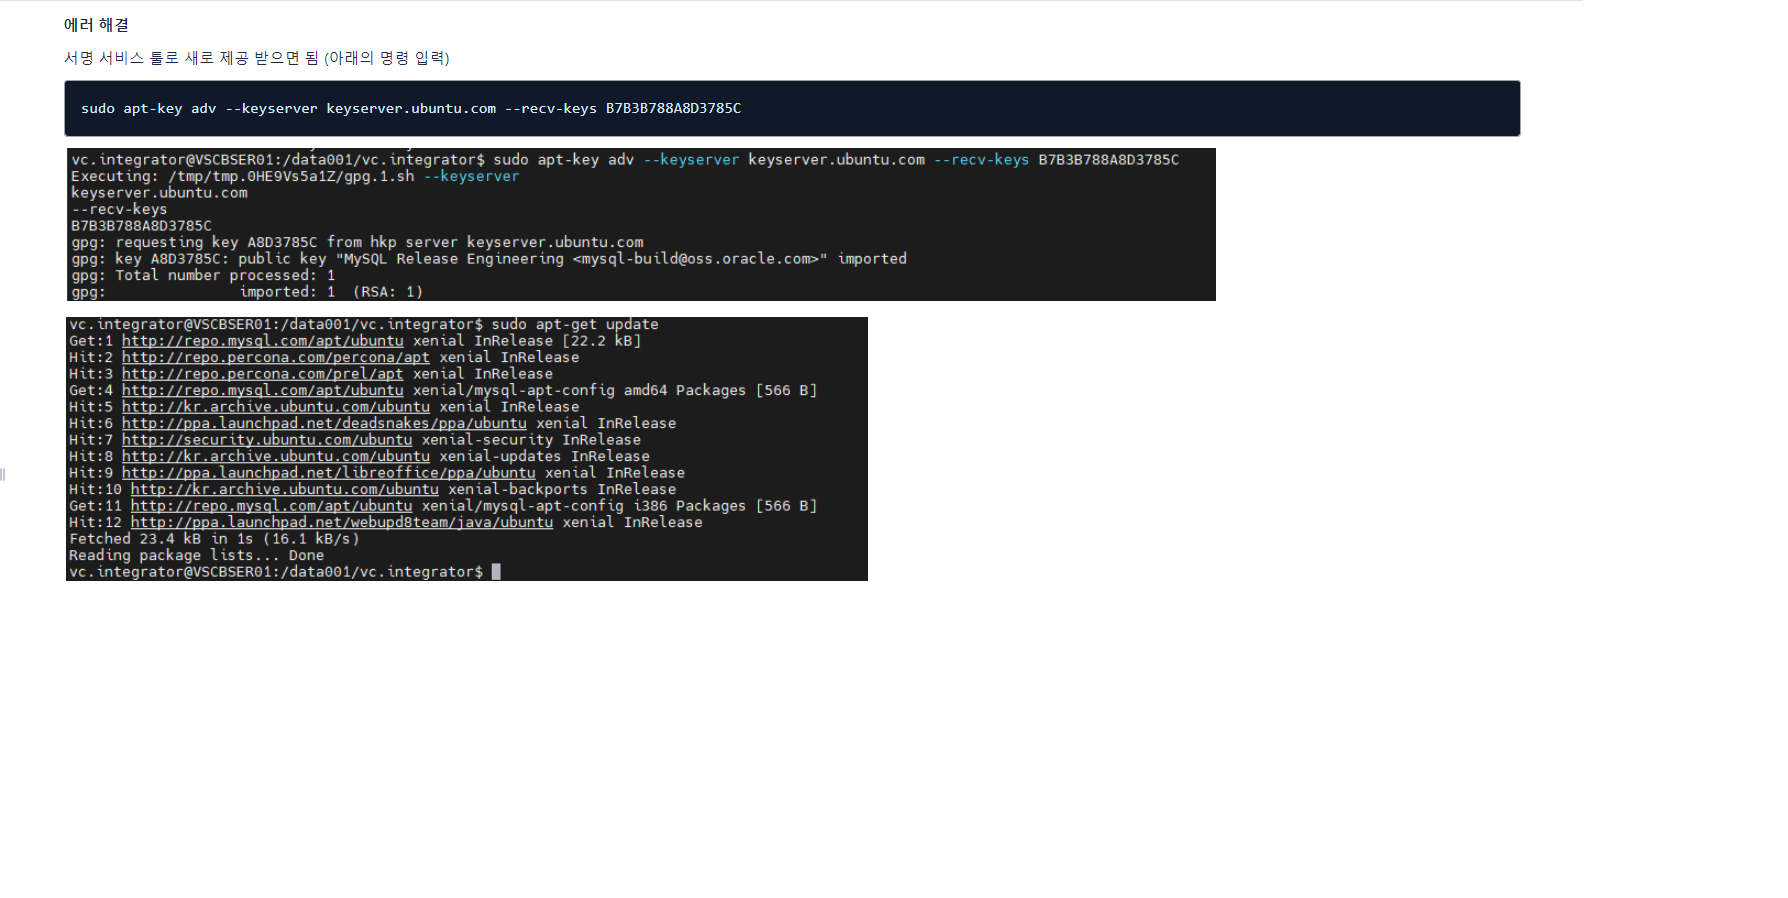 에러 해결
서명 서비스 툴로 새로 제공 받으면 됨 (아래의 명령 입력)
sudo apt-key adv --keyserver keyserver.ubuntu.com --recv-keys B7B3B788A8D3785C
vc.integrator@VSCBSER01:/data001/vc.integrator$ sudo apt-key adv --keyserver keyserver.ubuntu.com --recv-keys B7B3B788A8D3785C
Executing: /tmp/tmp.0HE9Vs5a1Z/gpg.1.sh --keyserver
keyserver.ubuntu.com
--recv-keys
B7B3B788A8D3785C
gpg: requesting key A8D3785C from hkp server keyserver.ubuntu.com
gpg: key A8D3785C: public key "MySQL Release Engineering <mysql-build@oss.oracle.com>" imported
gpg: Total number processed: 1
gpg:               imported: 1  (RSA: 1)
vc.integrator@VSCBSER01:/data001/vc.integrator$ sudo apt-get update
Get:1 http://repo.mysql.com/apt/ubuntu xenial InRelease [22.2 kB]
Hit:2 http://repo.percona.com/percona/apt xenial InRelease
Hit:3 http://repo.percona.com/prel/apt xenial InRelease
Get:4 http://repo.mysql.com/apt/ubuntu xenial/mysql-apt-config amd64 Packages [566 B]
Hit:5 http://kr.archive.ubuntu.com/ubuntu xenial InRelease
Hit:6 http://ppa.launchpad.net/deadsnakes/ppa/ubuntu xenial InRelease
Hit:7 http://security.ubuntu.com/ubuntu xenial-security InRelease
Hit:8 http://kr.archive.ubuntu.com/ubuntu xenial-updates InRelease
Hit:9 http://ppa.launchpad.net/libreoffice/ppa/ubuntu xenial InRelease
Hit:10 http://kr.archive.ubuntu.com/ubuntu xenial-backports InRelease
Get:11 http://repo.mysql.com/apt/ubuntu xenial/mysql-apt-config i386 Packages [566 B]
Hit:12 http://ppa.launchpad.net/webupd8team/java/ubuntu xenial InRelease
Fetched 23.4 kB in 1s (16.1 kB/s)
Reading package lists... Done
vc.integrator@VSCBSER01:/data001/vc.integrator$